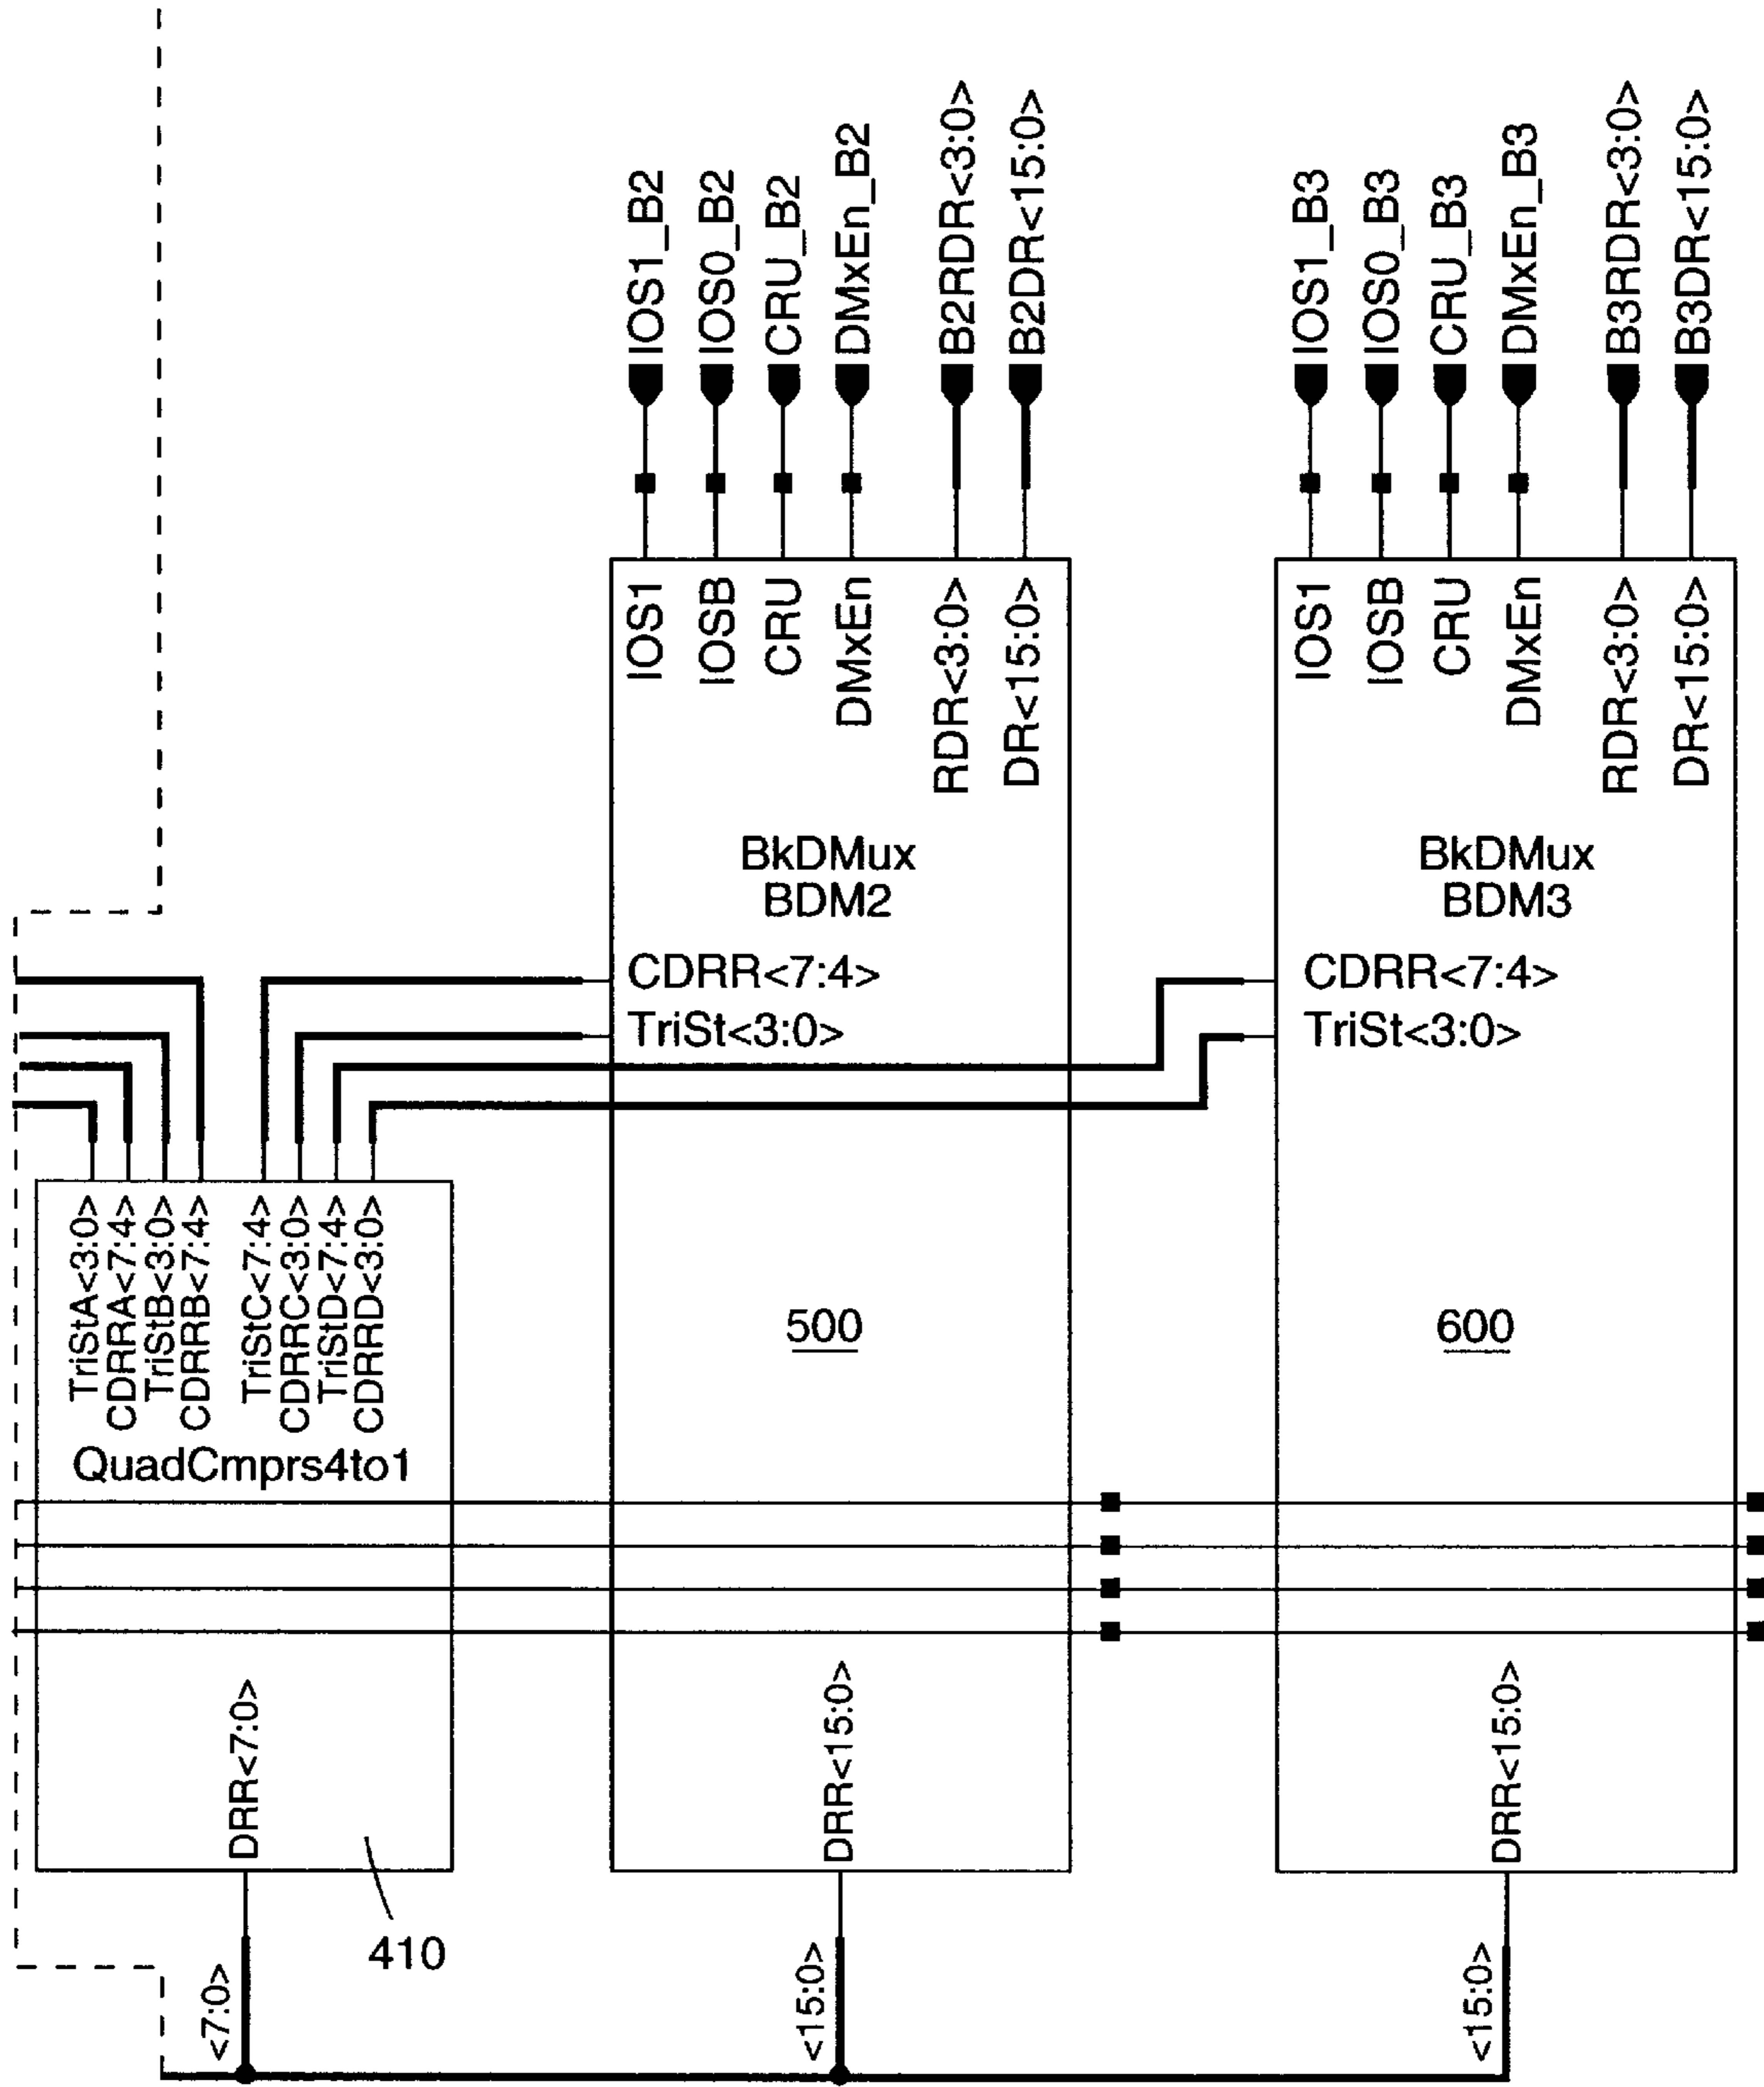 IOS1_B2
IOS0_B2
CRU_B2
DMxEn_B2
B2RDR<3:0>
B2DR<15:0>
IOS1_B3
IOS0_B3
CRU_B3
DMxEn_B3
B3RDR<3:0>
B3DR<15:0>
IOS1
IOSB
CRU
DMxEn
RDR<3:0>
DR<15:0>
BkDMux
BDM2
CDRR<7:4>
TriSt<3:0>
500
DRR<15:0>
<15:0>
IOS1
IOSB
CRU
DMxEn
RDR<3:0>
DR<15:0>
BkDMux
BDM3
CDRR<7:4>
TriSt<3:0>
600
DRR<15:0>
<15:0>
TriStA<3:0>
CDRRA<7:4>
TriStB<3:0>
CDRRB<7:4>
TriStC<7:4>
CDRRC<3:0>
TriStD<7:4>
CDRRD<3:0>
QuadCmprs4to1
DRR<7:0>
410
<7:0>